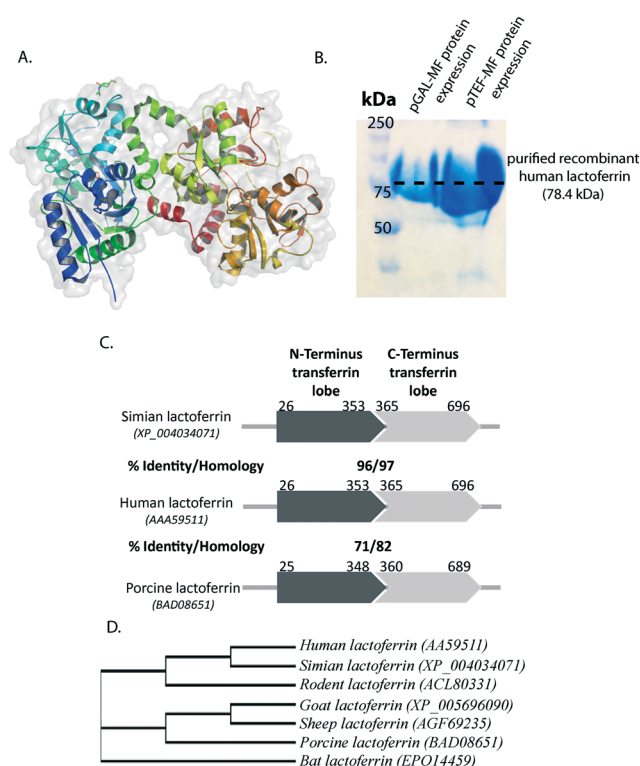 A.
B.
pGAL-MF protein
expression
pTEF-MF protein
expression
kDa
250
75
50
purified recombinant
human lactoferrin
(78.4 kDa)
C.
N-Terminus
transferrin
lobe
C-Terminus
transferrin
lobe
26 353 365 696
Simian lactoferrin
(XP_004034071)
% Identity/Homology 96/97
26 353 365 696
Human lactoferrin
(AAA59511)
% Identity/Homology 71/82
25 348 360 689
Porcine lactoferrin
(BAD08651)
D.
Human lactoferrin (AA59511)
Simian lactoferrin (XP_004034071)
Rodent lactoferrin (ACL80331)
Goat lactoferrin (XP_005696090)
Sheep lactoferrin (AGF69235)
Porcine lactoferrin (BAD08651)
Bat lactoferrin (EPO14459)